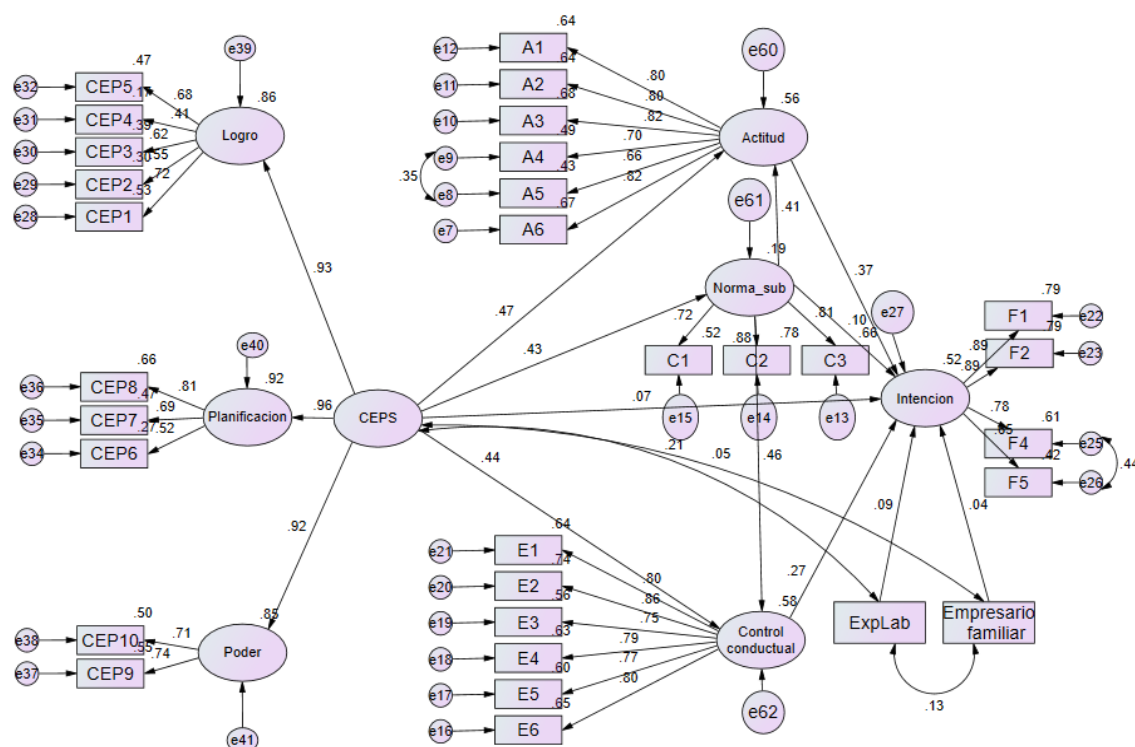 e39
e32
CEP5
.47
.68
.86
e31
CEP4
.41
e30
CEP3
.39
.62
Logro
e29
CEP2
.30
.55
e28
CEP1
.53
.72
.93
e12
A1
.64
.80
e60
e11
A2
.64
.80
.56
e10
A3
.68
.82
Actitud
e9
A4
.49
.70
.35
e8
A5
.43
.66
e7
A6
.67
.82
e61
.41
.19
Norma_sub
.37
.47
.43
.72
.52
.88
.78
.81
.66
.10
C1
C2
C3
e15
e14
e13
e27
.52
Intencion
.79
F1
e22
.89
.79
F2
e23
.89
.78
.61
F4
e25
.65
.42
F5
e26
.44
e40
.66
e36
CEP8
.81
.92
.47
e35
CEP7
.69
Planificacion
.96
CEPS
.07
.27
.52
e34
CEP6
.44
.21
.05
.46
.92
.09
.04
.27
.64
e21
E1
.80
.74
e20
E2
.86
.56
e19
E3
.75
.63
e18
E4
.79
.60
e17
E5
.77
.65
e16
E6
.80
.58
Control
conductual
e62
ExpLab
Empresario
familiar
.13
.50
e38
CEP10
.71
.85
.55
e37
CEP9
.74
Poder
e41